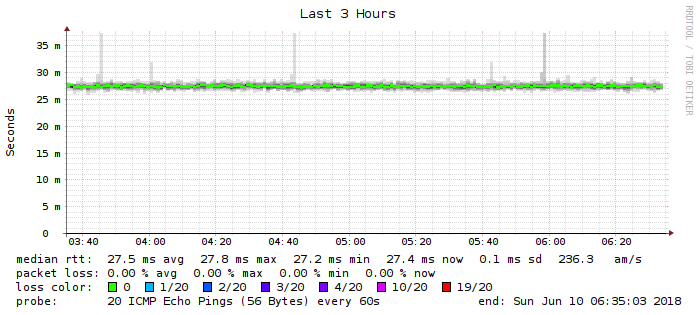 Last 3 Hours
RRDTOOL / TOBI OETIKER
Seconds
35 m
30 m
25 m
20 m
15 m
10 m
5 m
0
03:40 04:00 04:20 04:40 05:00 05:20 05:40 06:00 06:20
median rtt: 27.5 ms avg 27.8 ms max 27.2 ms min 27.4 ms now 0.1 ms sd 236.3 am/s
packet loss: 0.00 % avg 0.00 % max 0.00 % min 0.00 % now
loss color: 0 1/20 2/20 3/20 4/20 10/20 19/20
probe: 20 ICMP Echo Pings (56 Bytes) every 60s end: Sun Jun 10 06:35:03 2018